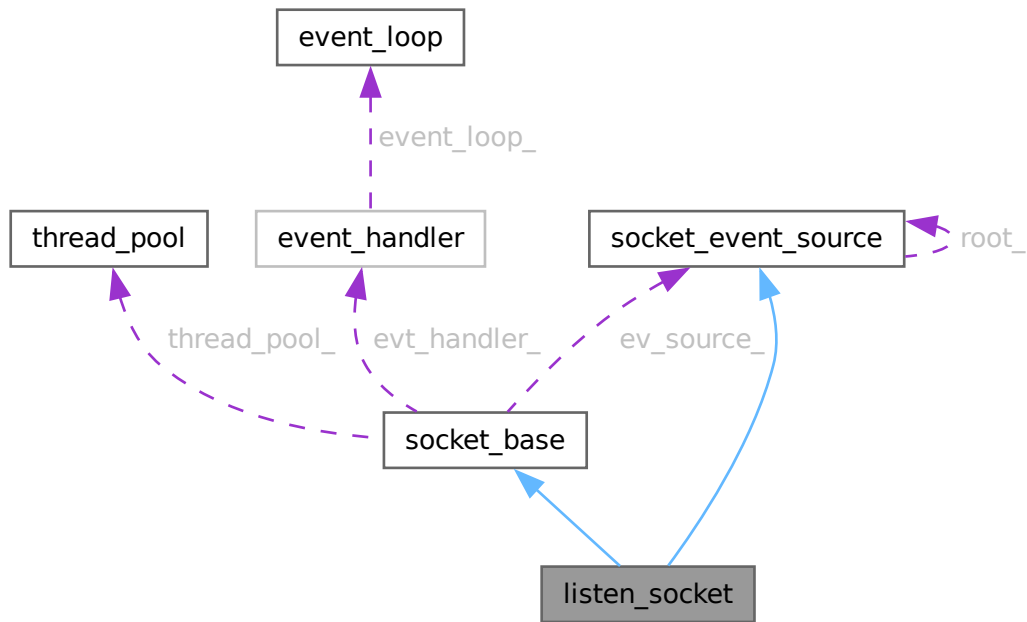 event_loop
event_loop_
thread_pool
event_handler
socket_event_source
root_
thread_pool_
evt_handler_
ev_source_
socket_base
listen_socket